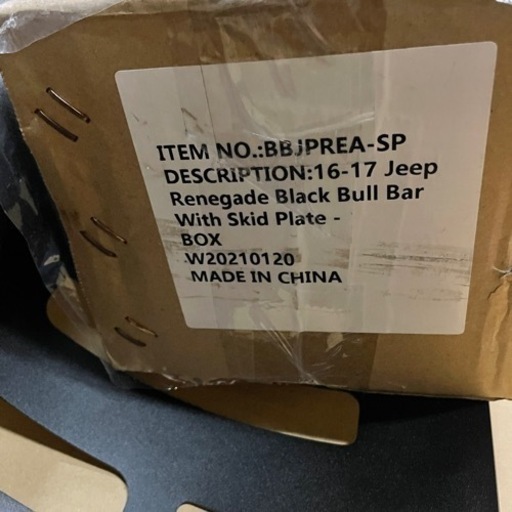 ITEM NO.:BBJPREA-SP
DESCRIPTION:16-17 Jeep
Renegade Black Bull Bar
With Skid Plate -
BOX
W20210120
MADE IN CHINA